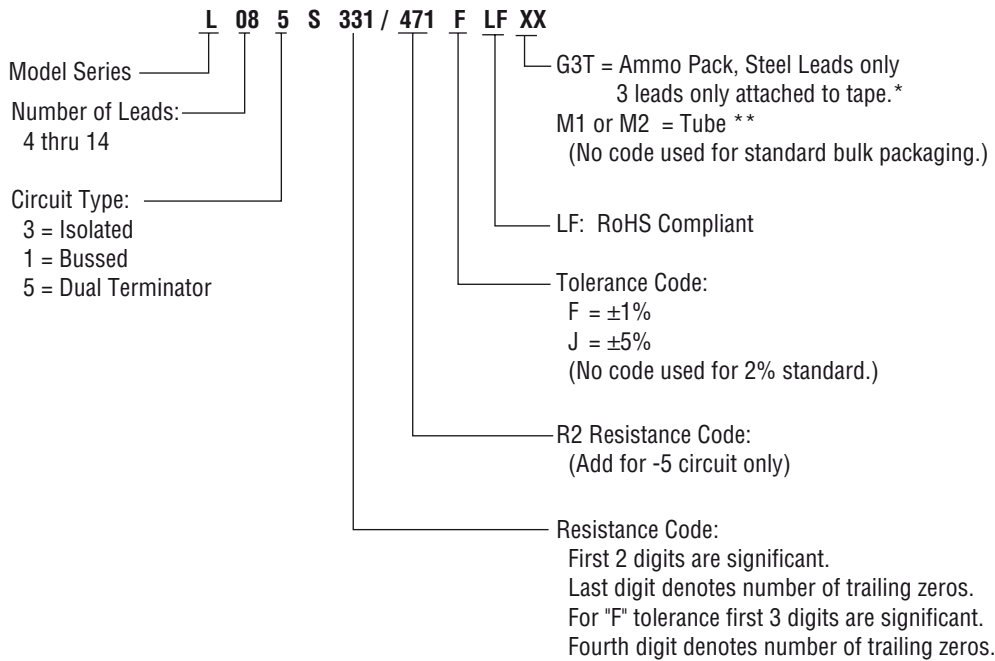 L 08 5 S 331 / 471 F LF XX
Model Series
Number of Leads:
4 thru 14
Circuit Type:
3 = Isolated
1 = Bussed
5 = Dual Terminator
G3T = Ammo Pack, Steel Leads only
3 leads only attached to tape.*
M1 or M2 = Tube **
(No code used for standard bulk packaging.)
LF: RoHS Compliant
Tolerance Code:
F = ±1%
J = ±5%
(No code used for 2% standard.)
R2 Resistance Code:
(Add for -5 circuit only)
Resistance Code:
First 2 digits are significant.
Last digit denotes number of trailing zeros.
For "F" tolerance first 3 digits are significant.
Fourth digit denotes number of trailing zeros.